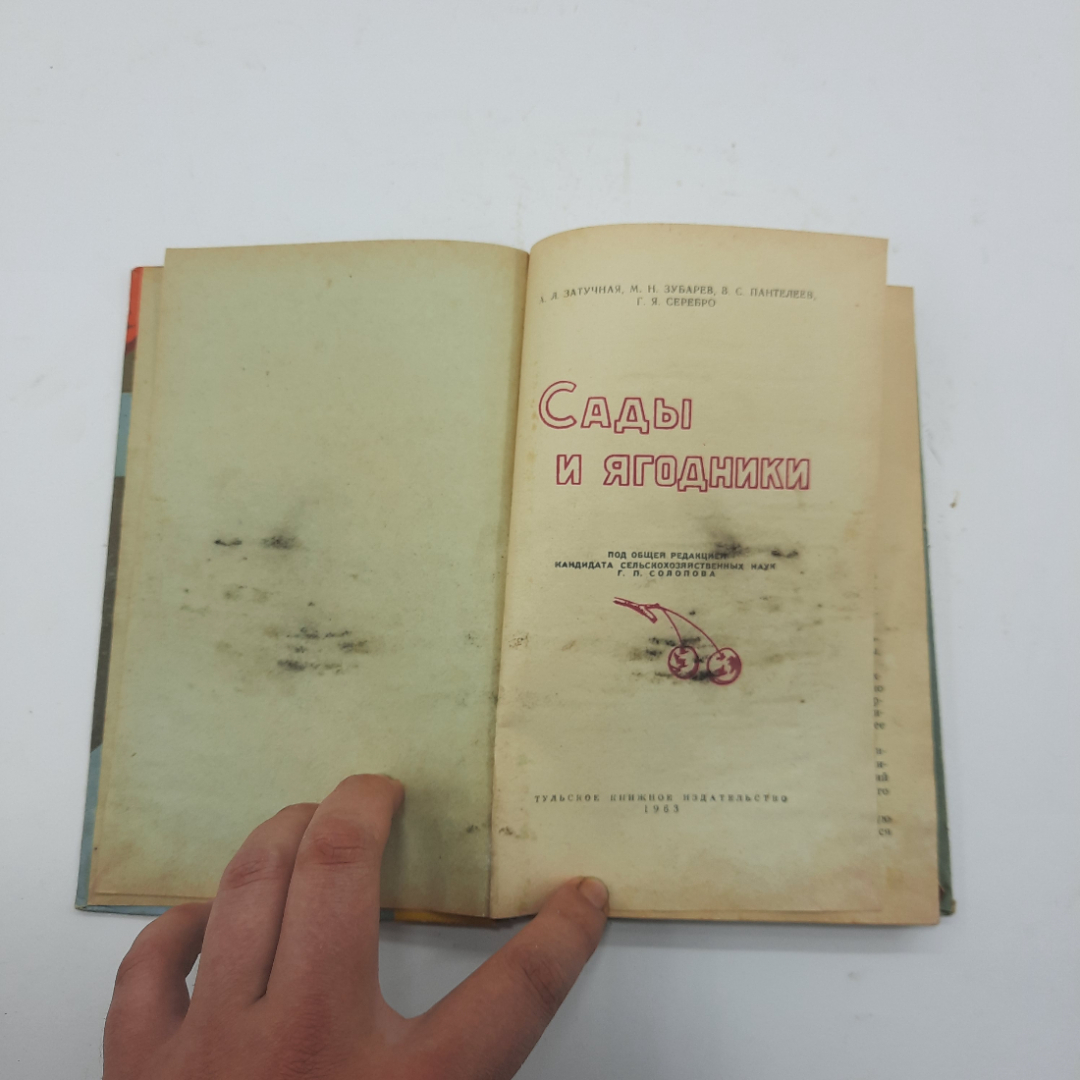 А. Л. ЗАТУЧНАЯ, М. Н. ЗУБАРЕВ, В. С. ПАНТЕЛЕЕВ,
Г. Я. СЕРЕБРО
САДЫ
И ЯГОДНИКИ
ПОД ОБЩЕЙ РЕДАКЦИЕЙ
КАНДИДАТА СЕЛЬСКОХОЗЯЙСТВЕННЫХ НАУК
Г. П. СОЛОПОВА
ТУЛЬСКОЕ КНИЖНОЕ ИЗДАТЕЛЬСТВО
1963